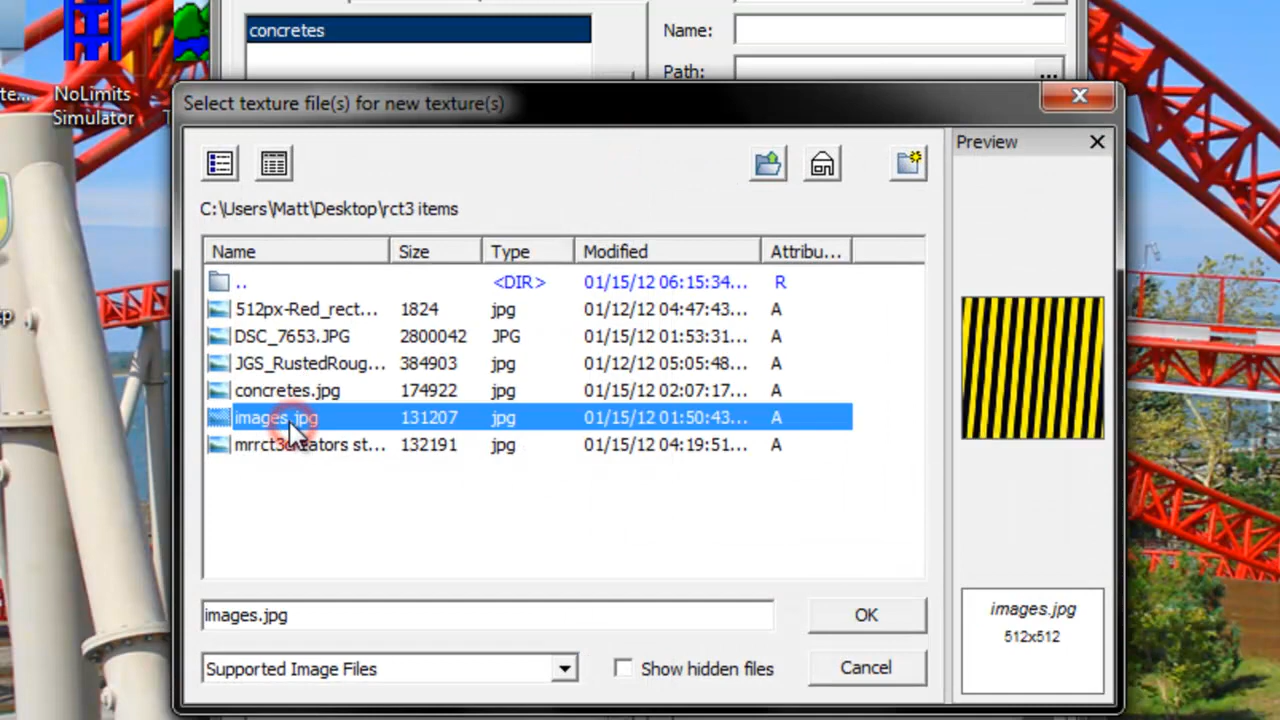 concretes
Name:
Path:
...
te...
NoLimits
Simulator
Select texture file(s) for new texture(s)
Preview
C:\Users\Matt\Desktop\rct3 items
Name Size Type Modified Attribu...
.. <DIR> 01/15/12 06:15:34... R
512px-Red_rect... 1824 jpg 01/12/12 04:47:43... A
DSC_7653.JPG 2800042 JPG 01/15/12 01:53:31... A
JGS_RustedRoug... 384903 jpg 01/12/12 05:05:48... A
concretes.jpg 174922 jpg 01/15/12 02:07:17... A
images.jpg 131207 jpg 01/15/12 01:50:43... A
mrrct3creators st... 132191 jpg 01/15/12 04:19:51... A
images.jpg
OK
images.jpg
512x512
Supported Image Files
Show hidden files
Cancel